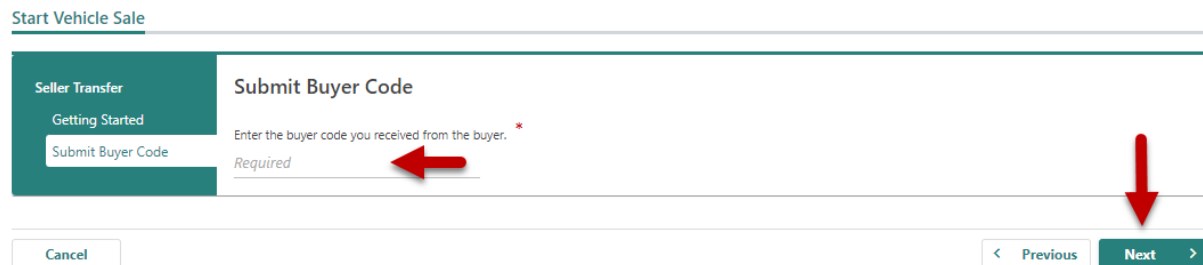 Start Vehicle Sale
Seller Transfer
Getting Started
Submit Buyer Code
Submit Buyer Code
Enter the buyer code you received from the buyer. *
Required
Cancel
< Previous
Next >